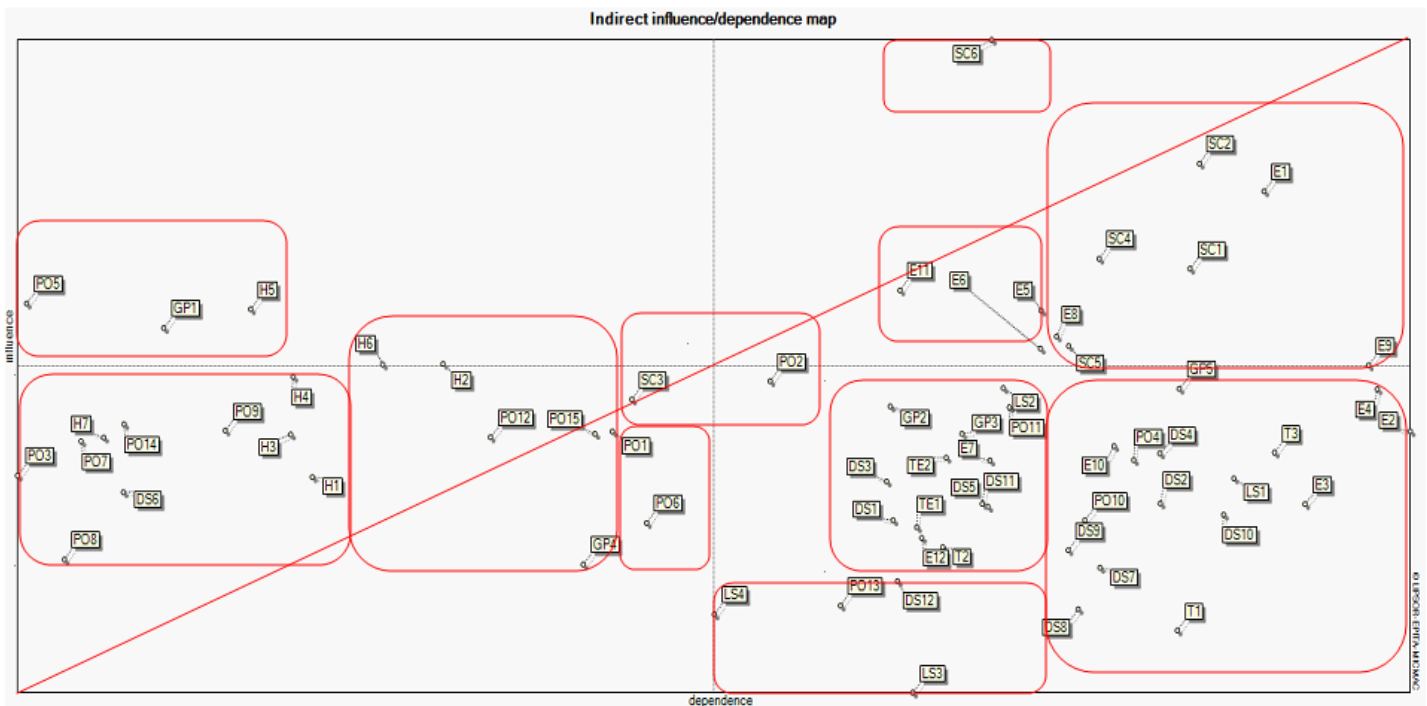 Indirect influence/dependence map
SC6
SC2
E1
SC4
SC1
E11
E6
PO5
H5
E5
GP1
E8
H6
E9
SC5
PO2
GP5
H2
SC3
H4
LS2
E4
PO9
GP2
GP3
E2
H7
PO12
PO15
PO11
H3
PO14
PO1
PO4
DS4
T3
PO3
PO7
TE2
E7
E10
DS3
DS11
H1
DS5
DS2
LS1
E3
DS6
PO6
DS1
TE1
PO10
DS9
DS10
PO8
GP4
E12
T2
DS7
LS4
PO13
DS12
T1
DS8
LS3
influence
dependence
© LIPSOR-EPITA-MICMAC